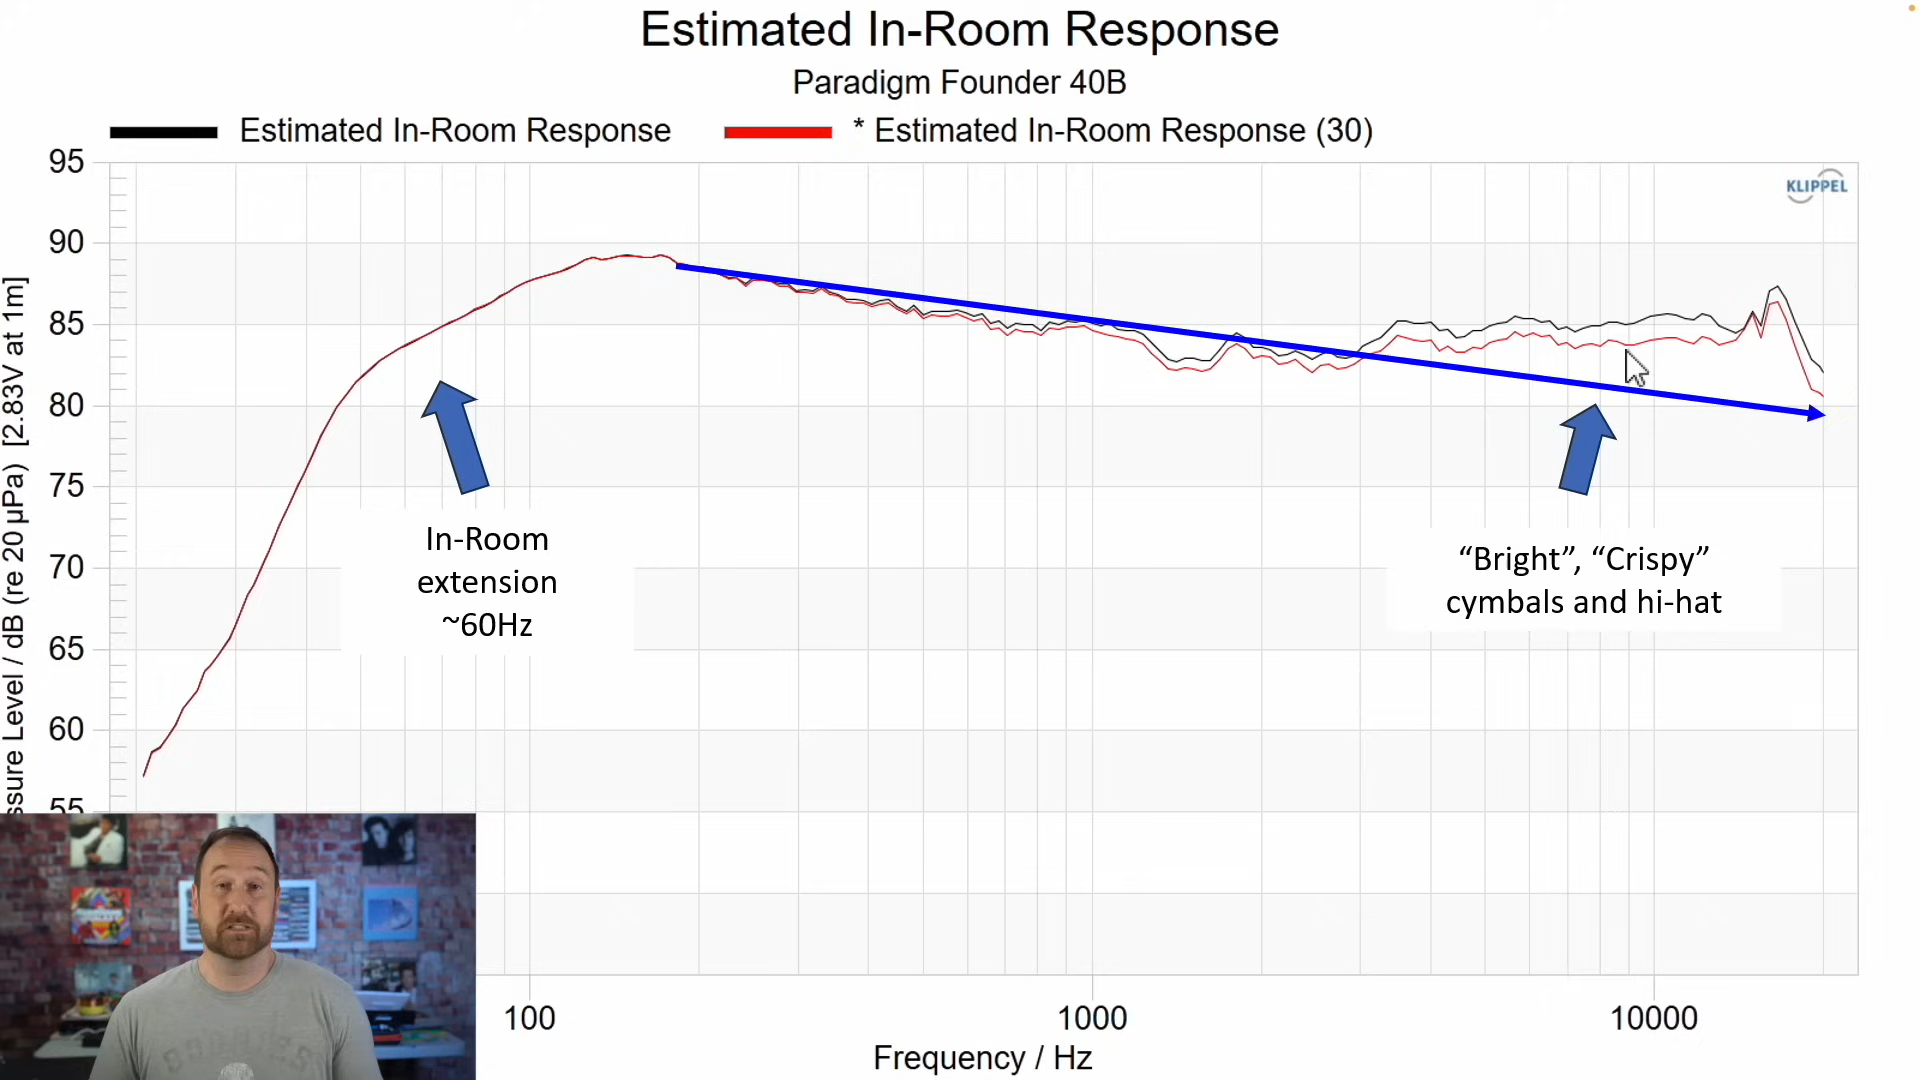 Estimated In-Room Response
Paradigm Founder 40B
Estimated In-Room Response
* Estimated In-Room Response (30)
95
KLIPPEL
90
85
80
75
70
65
60
55
ssure Level / dB (re 20 µPa) [2.83V at 1m]
In-Room
extension
~60Hz
“Bright”, “Crispy”
cymbals and hi-hat
100
1000
10000
Frequency / Hz